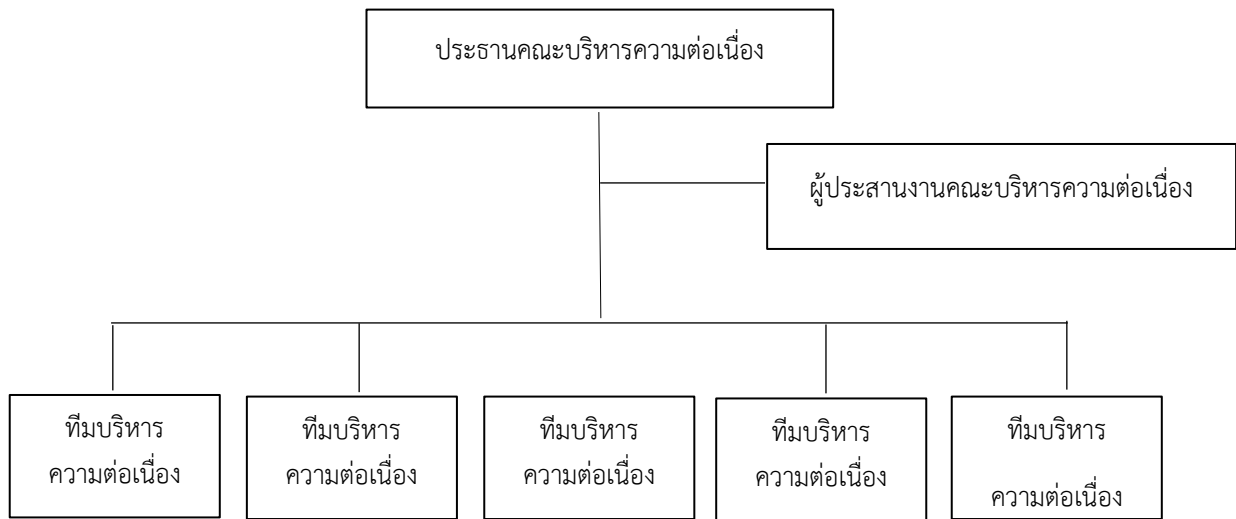 ประธานคณะบริหารความต่อเนื่อง
ผู้ประสานงานคณะบริหารความต่อเนื่อง
ทีมบริหาร
ความต่อเนื่อง
ทีมบริหาร
ความต่อเนื่อง
ทีมบริหาร
ความต่อเนื่อง
ทีมบริหาร
ความต่อเนื่อง
ทีมบริหาร
ความต่อเนื่อง